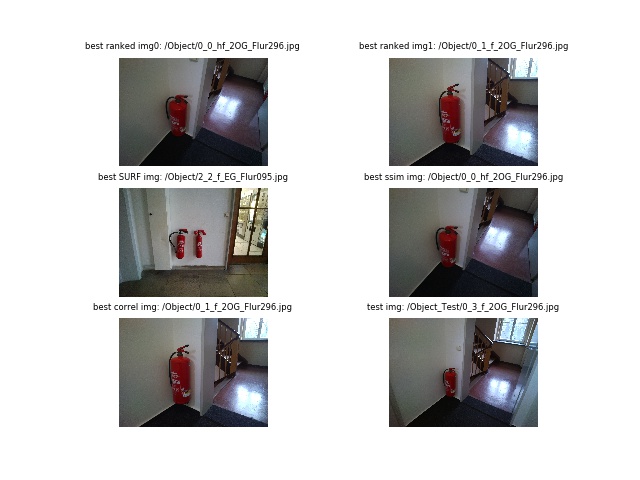 best ranked img0: /Object/0_0_hf_2OG_Flur296.jpg
best ranked img1: /Object/0_1_f_2OG_Flur296.jpg
best SURF img: /Object/2_2_f_EG_Flur095.jpg
best ssim img: /Object/0_0_hf_2OG_Flur296.jpg
best correl img: /Object/0_1_f_2OG_Flur296.jpg
test img: /Object_Test/0_3_f_2OG_Flur296.jpg